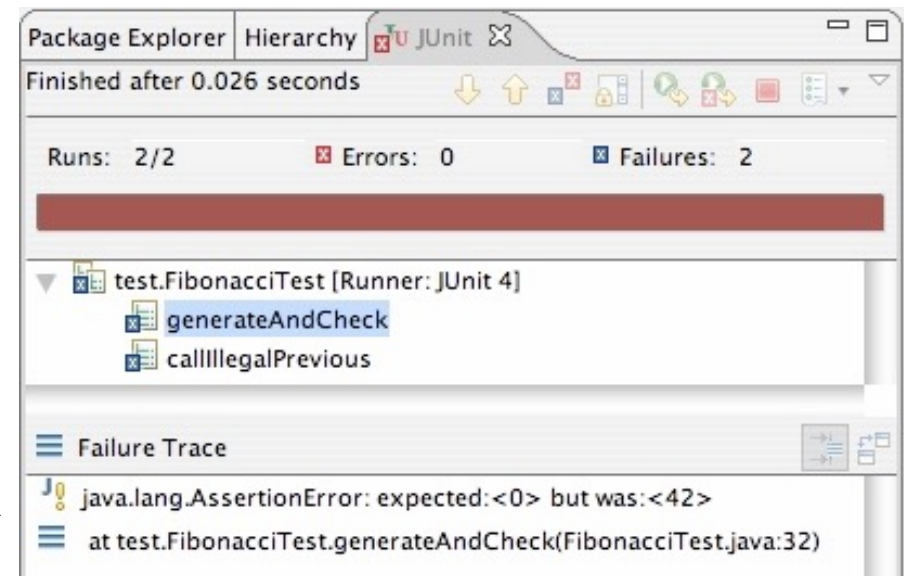 Package Explorer Hierarchy JU JUnit
Finished after 0.026 seconds
Runs: 2/2 Errors: 0 Failures: 2
test.FibonacciTest [Runner: JUnit 4]
generateAndCheck
callIllegalPrevious
Failure Trace
java.lang.AssertionError: expected:<0> but was:<42>
at test.FibonacciTest.generateAndCheck(FibonacciTest.java:32)